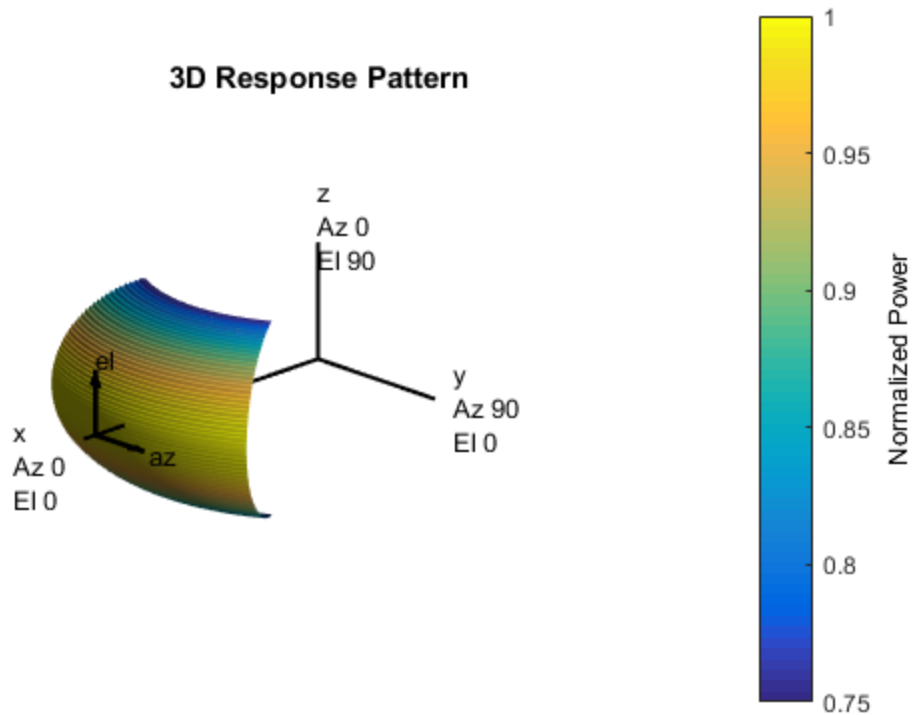 3D Response Pattern
z
Az 0
El 90
el
y
Az 90
El 0
x
Az 0
El 0
az
1
0.95
0.9
0.85
0.8
0.75
Normalized Power